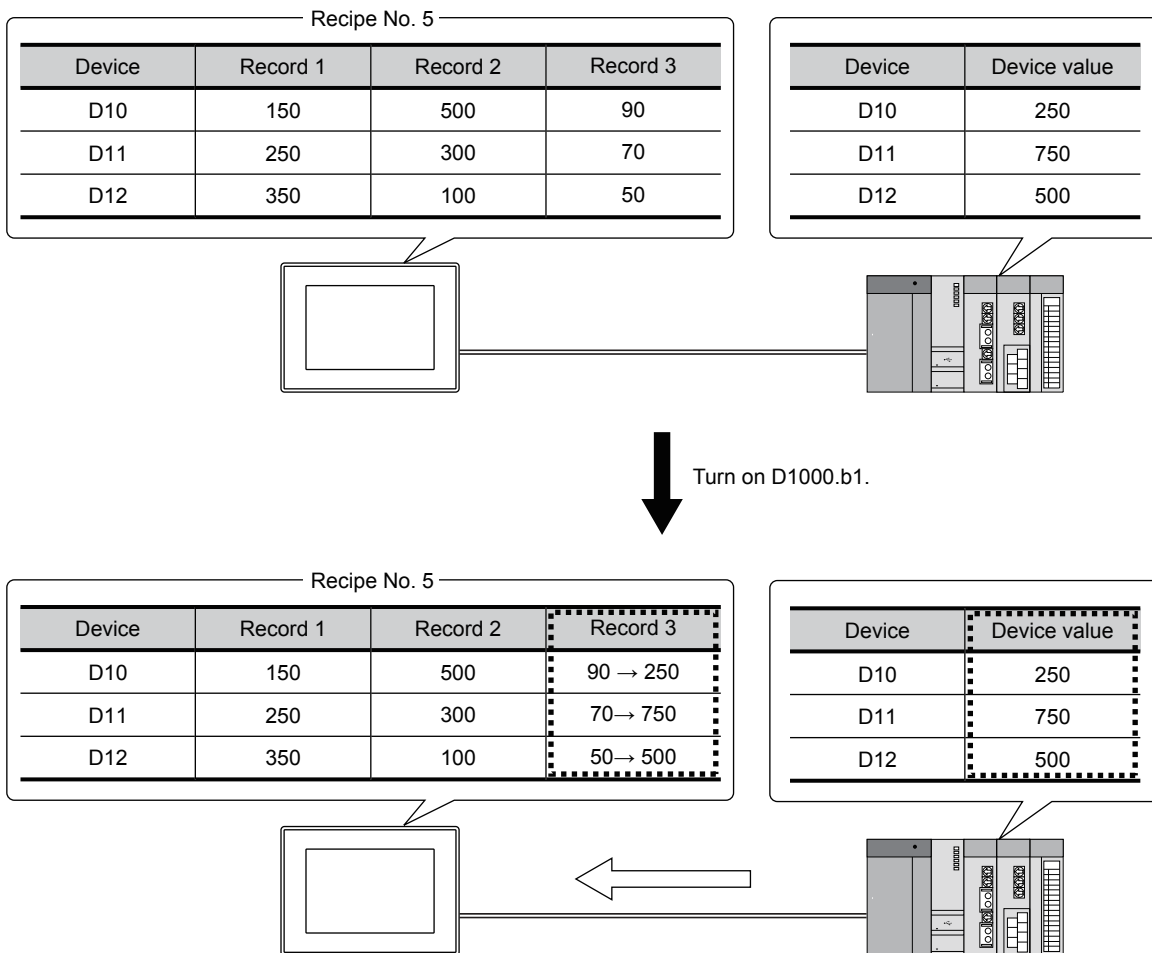 Recipe No. 5
Device Record 1 Record 2 Record 3
D10 150 500 90
D11 250 300 70
D12 350 100 50
Device Device value
D10 250
D11 750
D12 500
Turn on D1000.b1.
Recipe No. 5
Device Record 1 Record 2 Record 3
D10 150 500 90 → 250
D11 250 300 70→ 750
D12 350 100 50→ 500
Device Device value
D10 250
D11 750
D12 500